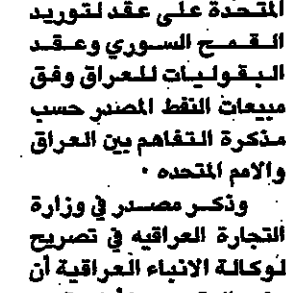 المتحدة على عقد لتوريد
القمح السوري وعقد
البقوليات للعراق وفق
مبيعات النفط المصدر حسب
مذكرة التفاهم بين العراق
والامم المتحده .
وذكر مصدر في وزارة
التجارة العراقيه في تصريح
لوكالة الانباء العراقية أن